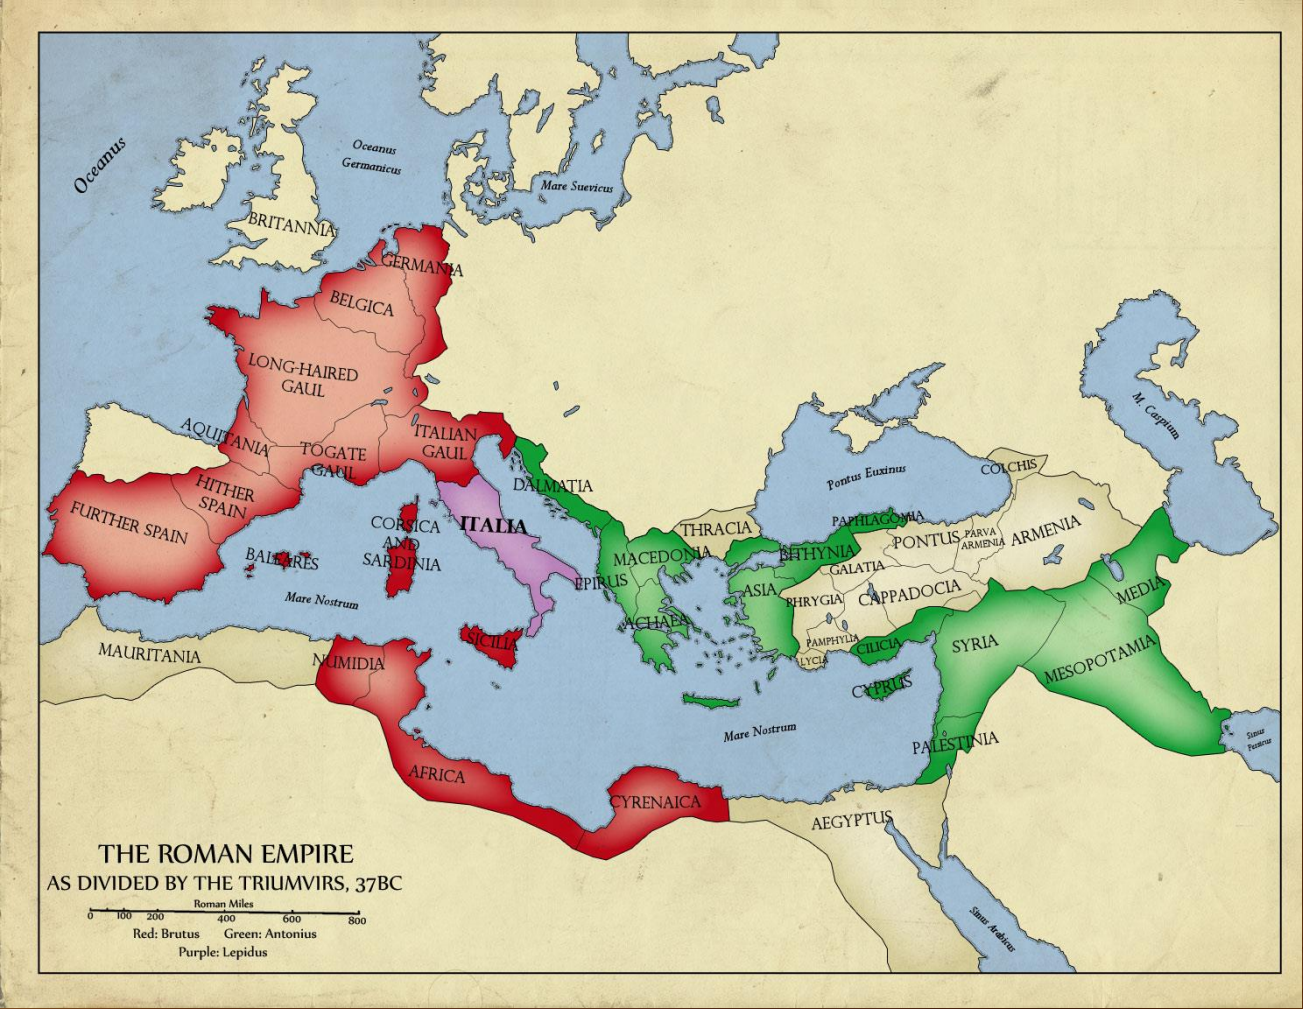 Oceanus
Oceanus
Germanicus
Mare Suevicus
BRITANNIA
GERMANIA
BELGICA
LONG-HAIRED
GAUL
AQUITANIA
TOGATE
GAUL
ITALIAN
GAUL
HITHER
SPAIN
FURTHER SPAIN
BALEARES
CORSICA
AND
SARDINIA
ITALIA
DALMATIA
Mare Nostrum
SICILIA
MAURITANIA
NUMIDIA
AFRICA
CYRENAICA
EPIRUS
MACEDONIA
ACHAEA
THRACIA
Pontus Euxinus
M. Caspium
COLCHIS
PAPHLAGOMIA
BITHYNIA
PONTUS
PARVA
ARMENIA
ARMENIA
GALATIA
ASIA
PHRYGIA
CAPPADOCIA
PAMPHYLIA
LYCIA
CILICIA
CYPRUS
SYRIA
MEDIA
MESOPOTAMIA
PALESTINIA
Mare Nostrum
Sinus
Persicus
AEGYPTUS
Sinus Arabicus
THE ROMAN EMPIRE
AS DIVIDED BY THE TRIUMVIRS, 37BC
Roman Miles
0 100 200 400 600 800
Red: Brutus Green: Antonius
Purple: Lepidus